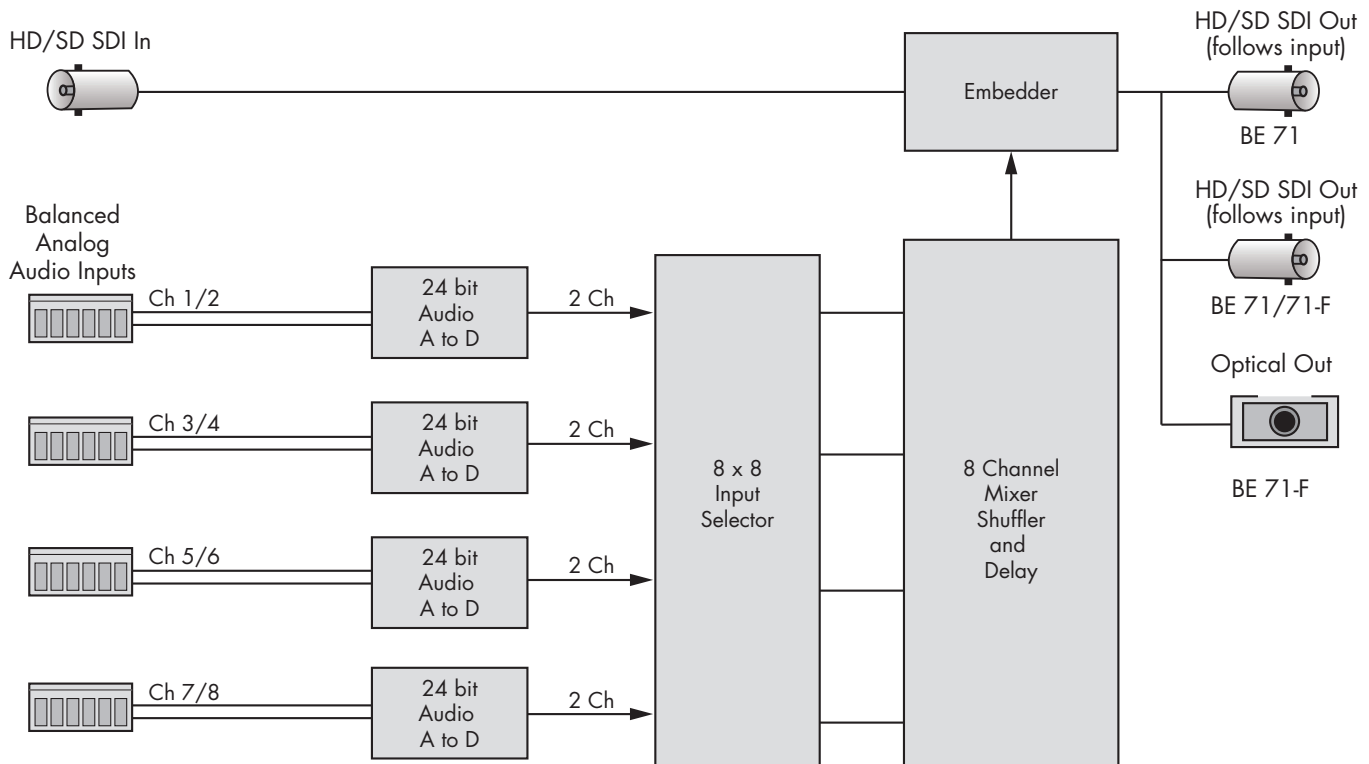 HD/SD SDI In
HD/SD SDI Out
(follows input)
Embedder
BE 71
HD/SD SDI Out
(follows input)
BE 71/71-F
Optical Out
BE 71-F
Balanced
Analog
Audio Inputs
Ch 1/2
24 bit
Audio
A to D
2 Ch
Ch 3/4
24 bit
Audio
A to D
2 Ch
Ch 5/6
24 bit
Audio
A to D
2 Ch
Ch 7/8
24 bit
Audio
A to D
2 Ch
8 x 8
Input
Selector
8 Channel
Mixer
Shuffler
and
Delay